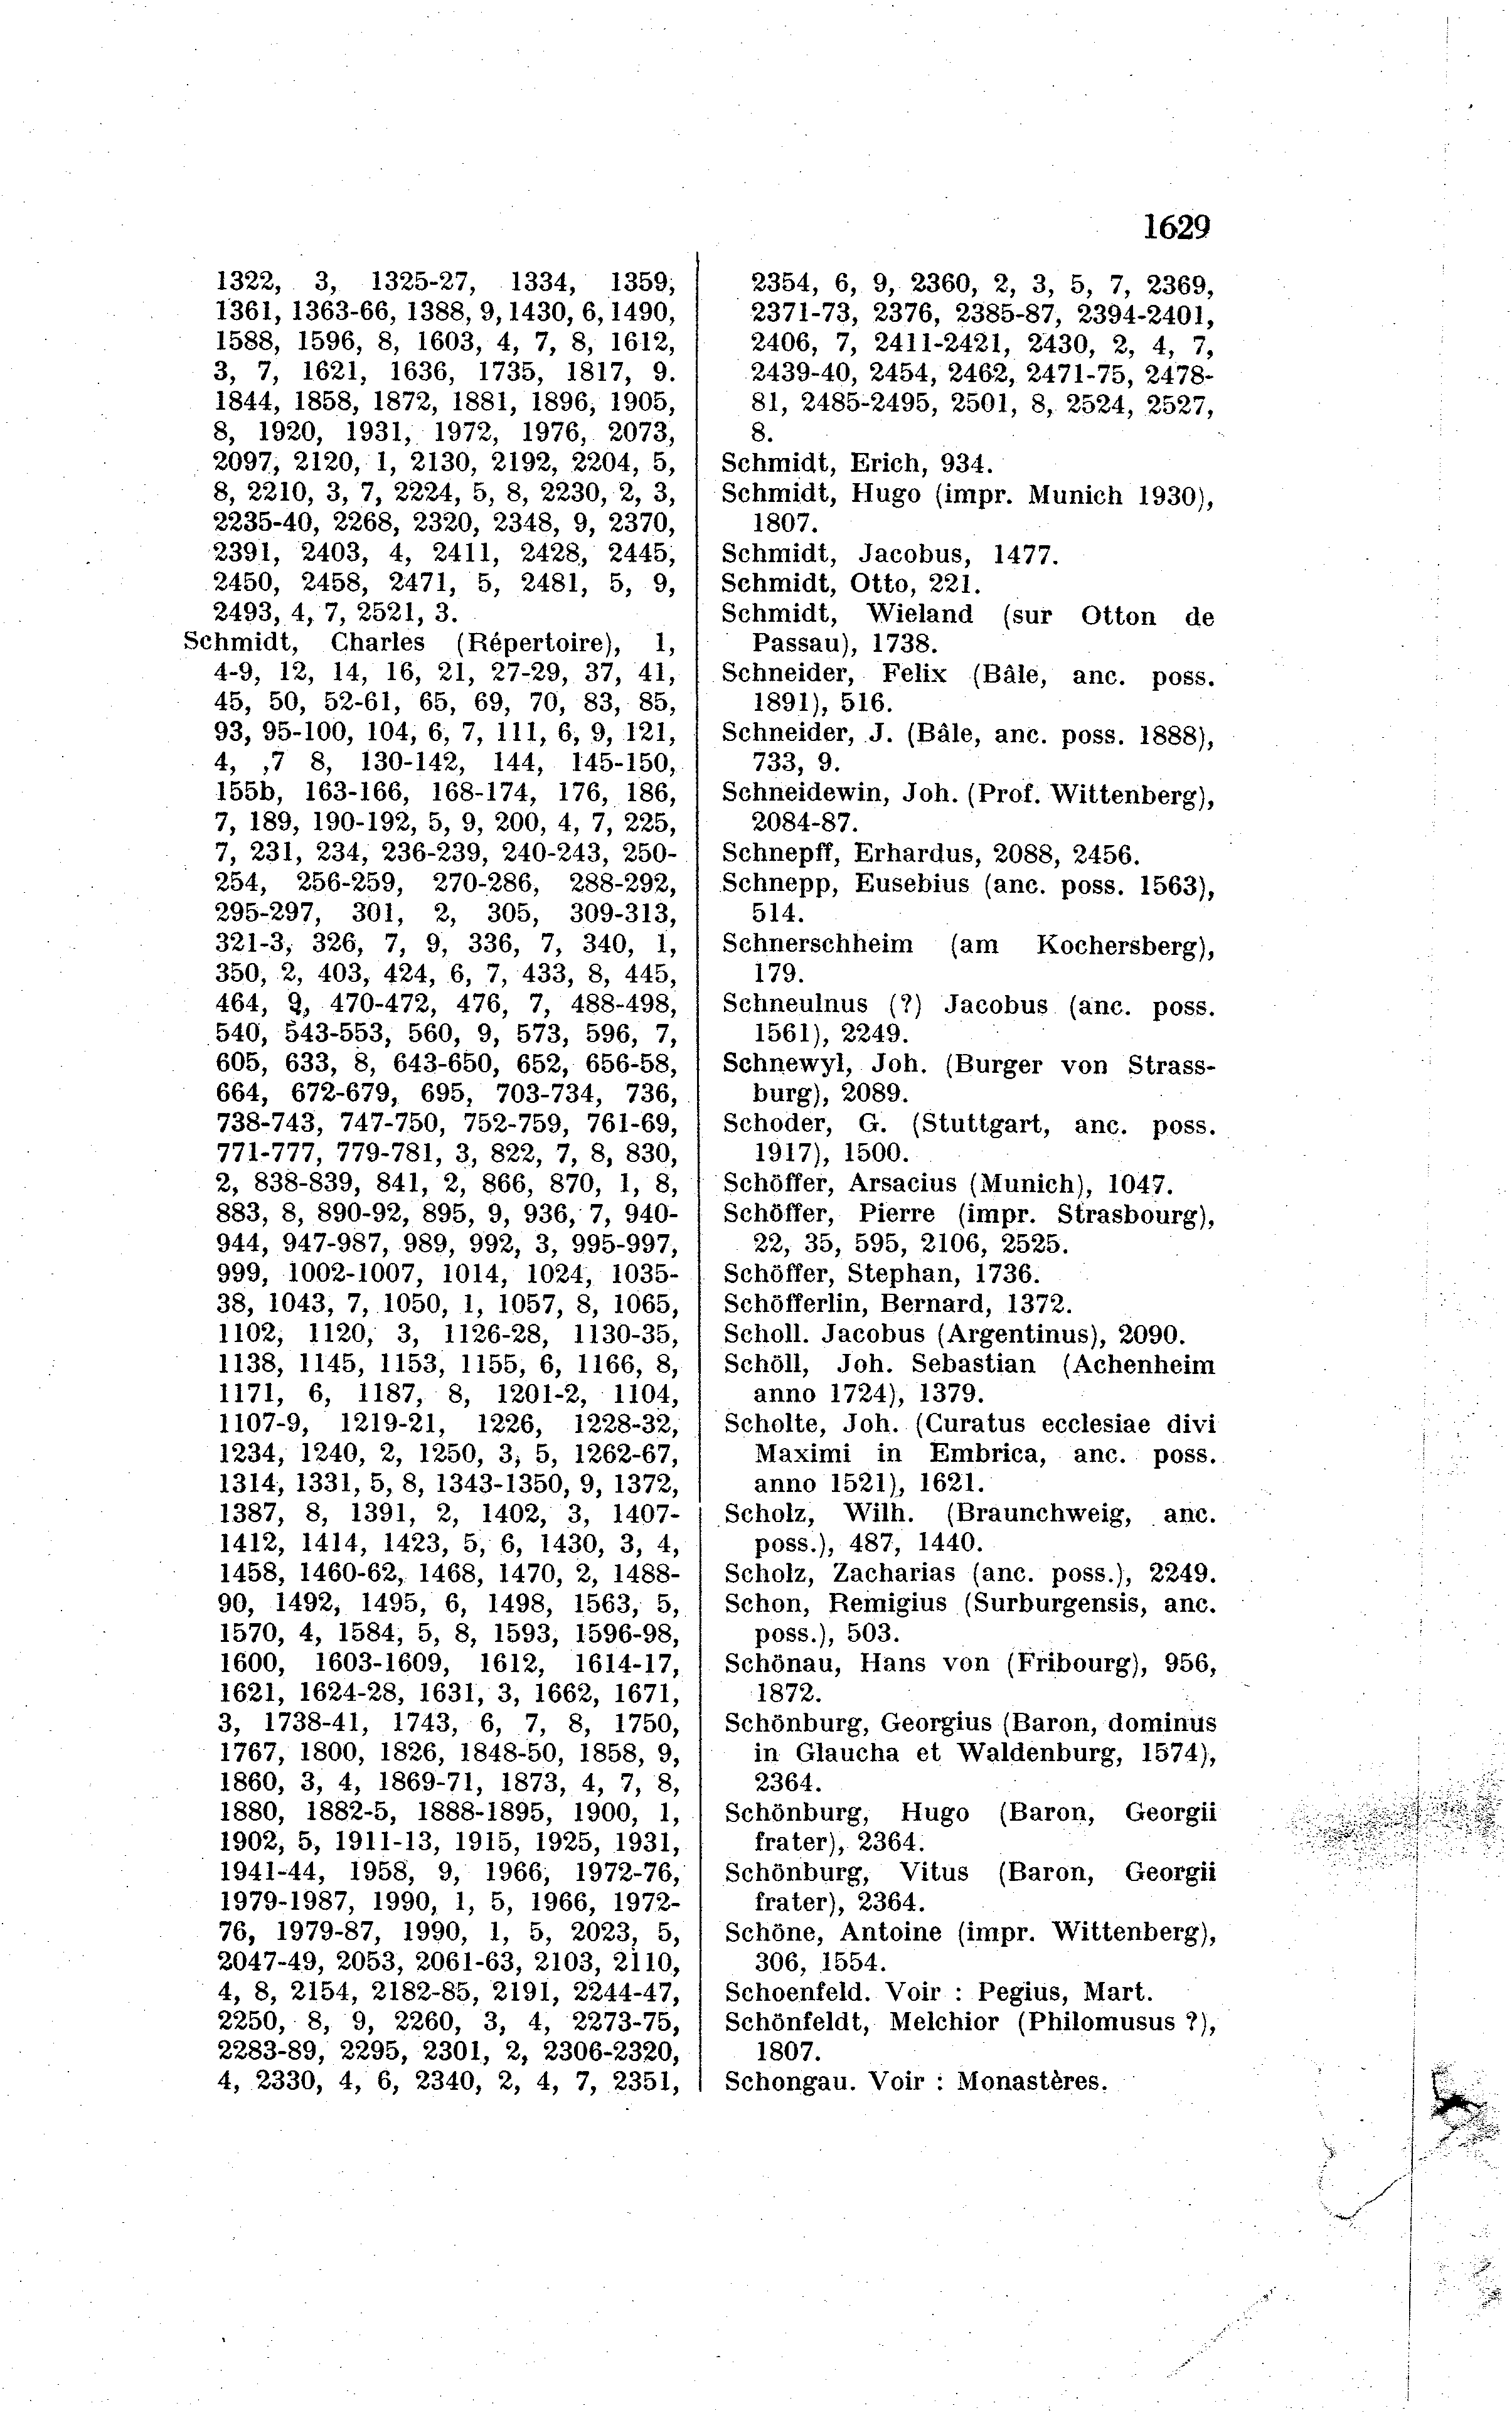 1629
1322, 3, 1325-27, 1334, 1359,
1361, 1363-66, 1388, 9, 1430, 6, 1490,
1588, 1596, 8, 1603, 4, 7, 8, 1612,
3, 7, 1621, 1636, 1735, 1817, 9.
1844, 1858, 1872, 1881, 1896, 1905,
8, 1920, 1931, 1972, 1976, 2073,
2097, 2120, 1, 2130, 2192, 2204, 5,
8, 2210, 3, 7, 2224, 5, 8, 2230, 2, 3,
2235-40, 2268, 2320, 2348, 9, 2370,
2391, 2403, 4, 2411, 2428, 2445,
2450, 2458, 2471, 5, 2481, 5, 9,
2493, 4, 7, 2521, 3.
Schmidt, Charles (Répertoire), 1,
4-9, 12, 14, 16, 21, 27-29, 37, 41,
45, 50, 52-61, 65, 69, 70, 83, 85,
93, 95-100, 104, 6, 7, 111, 6, 9, 121,
4, ,7 8, 130-142, 144, 145-150,
155b, 163-166, 168-174, 176, 186,
7, 189, 190-192, 5, 9, 200, 4, 7, 225,
7, 231, 234, 236-239, 240-243, 250-
254, 256-259, 270-286, 288-292,
295-297, 301, 2, 305, 309-313,
321-3, 326, 7, 9, 336, 7, 340, 1,
350, 2, 403, 424, 6, 7, 433, 8, 445,
464, 9, 470-472, 476, 7, 488-498,
540, 543-553, 560, 9, 573, 596, 7,
605, 633, 8, 643-650, 652, 656-58,
664, 672-679, 695, 703-734, 736,
738-743, 747-750, 752-759, 761-69,
771-777, 779-781, 3, 822, 7, 8, 830,
2, 838-839, 841, 2, 866, 870, 1, 8,
883, 8, 890-92, 895, 9, 936, 7, 940-
944, 947-987, 989, 992, 3, 995-997,
999, 1002-1007, 1014, 1024, 1035-
38, 1043, 7, 1050, 1, 1057, 8, 1065,
1102, 1120, 3, 1126-28, 1130-35,
1138, 1145, 1153, 1155, 6, 1166, 8,
1171, 6, 1187, 8, 1201-2, 1104,
1107-9, 1219-21, 1226, 1228-32,
1234, 1240, 2, 1250, 3, 5, 1262-67,
1314, 1331, 5, 8, 1343-1350, 9, 1372,
1387, 8, 1391, 2, 1402, 3, 1407-
1412, 1414, 1423, 5, 6, 1430, 3, 4,
1458, 1460-62, 1468, 1470, 2, 1488-
90, 1492, 1495, 6, 1498, 1563, 5,
1570, 4, 1584, 5, 8, 1593, 1596-98,
1600, 1603-1609, 1612, 1614-17,
1621, 1624-28, 1631, 3, 1662, 1671,
3, 1738-41, 1743, 6, 7, 8, 1750,
1767, 1800, 1826, 1848-50, 1858, 9,
1860, 3, 4, 1869-71, 1873, 4, 7, 8,
1880, 1882-5, 1888-1895, 1900, 1,
1902, 5, 1911-13, 1915, 1925, 1931,
1941-44, 1958, 9, 1966, 1972-76,
1979-1987, 1990, 1, 5, 1966, 1972-
76, 1979-87, 1990, 1, 5, 2023, 5,
2047-49, 2053, 2061-63, 2103, 2110,
4, 8, 2154, 2182-85, 2191, 2244-47,
2250, 8, 9, 2260, 3, 4, 2273-75,
2283-89, 2295, 2301, 2, 2306-2320,
4, 2330, 4, 6, 2340, 2, 4, 7, 2351,
2354, 6, 9, 2360, 2, 3, 5, 7, 2369,
2371-73, 2376, 2385-87, 2394-2401,
2406, 7, 2411-2421, 2430, 2, 4, 7,
2439-40, 2454, 2462, 2471-75, 2478-
81, 2485-2495, 2501, 8, 2524, 2527,
8.
Schmidt, Erich, 934.
Schmidt, Hugo (impr. Munich 1930),
1807.
Schmidt, Jacobus, 1477.
Schmidt, Otto, 221.
Schmidt, Wieland (sur Otton de
Passau), 1738.
Schneider, Felix (Bâle, anc. poss.
1891), 516.
Schneider, J. (Bâle, anc. poss. 1888),
733, 9.
Schneidewin, Joh. (Prof. Wittenberg),
2084-87.
Schnepff, Erhardus, 2088, 2456.
Schnepp, Eusebius (anc. poss. 1563),
514.
Schnerschheim (am Kochersberg),
179.
Schneulnus (?) Jacobus (anc. poss.
1561), 2249.
Schnewyl, Joh. (Burger von Strass-
burg), 2089.
Schoder, G. (Stuttgart, anc. poss.
1917), 1500.
Schöffer, Arsacius (Munich), 1047.
Schöffer, Pierre (impr. Strasbourg),
22, 35, 595, 2106, 2525.
Schöffer, Stephan, 1736.
Schöfferlin, Bernard, 1372.
Scholl. Jacobus (Argentinus), 2090.
Schöll, Joh. Sebastian (Achenheim
anno 1724), 1379.
Scholte, Joh. (Curatus ecclesiae divi
Maximi in Embrica, anc. poss.
anno 1521), 1621.
Scholz, Wilh. (Braunchweig, anc.
poss.), 487, 1440.
Scholz, Zacharias (anc. poss.), 2249.
Schon, Remigius (Surburgensis, anc.
poss.), 503.
Schönau, Hans von (Fribourg), 956,
1872.
Schönburg, Georgius (Baron, dominus
in Glaucha et Waldenburg, 1574),
2364.
Schönburg, Hugo (Baron, Georgii
frater), 2364.
Schönburg, Vitus (Baron, Georgii
frater), 2364.
Schöne, Antoine (impr. Wittenberg),
306, 1554.
Schoenfeld. Voir : Pegius, Mart.
Schönfeldt, Melchior (Philomusus ?),
1807.
Schongau. Voir : Monastères.